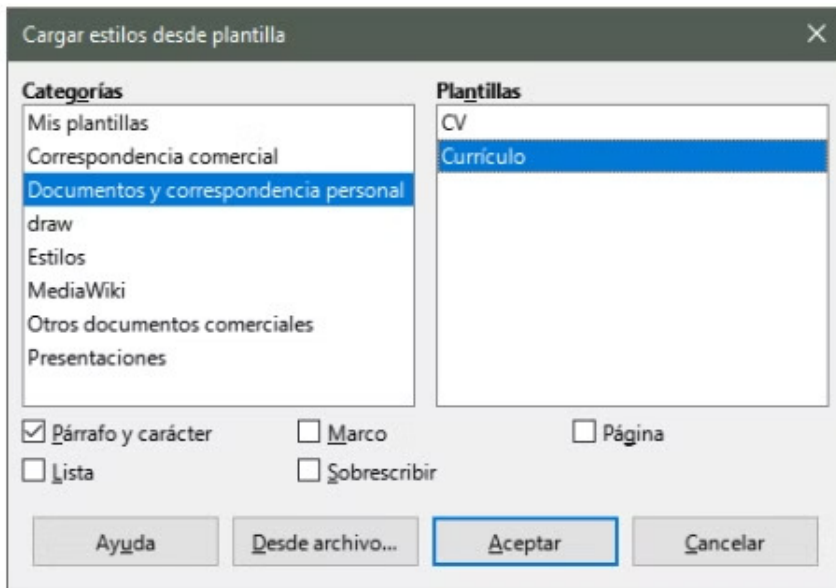 Cargar estilos desde plantilla
Categorías
Mis plantillas
Correspondencia comercial
Documentos y correspondencia personal
draw
Estilos
MediaWiki
Otros documentos comerciales
Presentaciones
Plantillas
CV
Currículo
Párrafo y carácter
Marco
Página
Lista
Sobrescribir
Ayuda
Desde archivo...
Aceptar
Cancelar